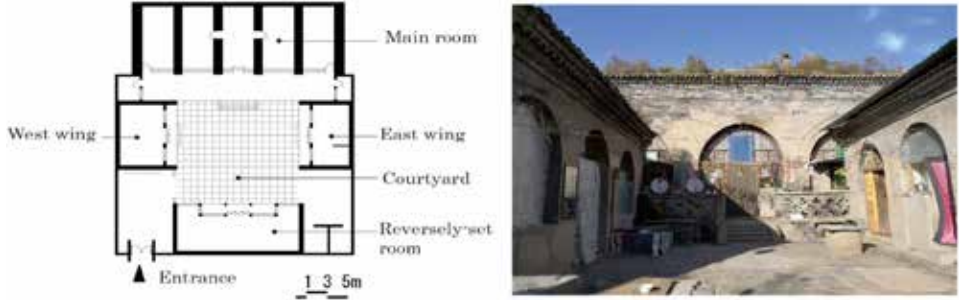 Main room
West wing
East wing
Courtyard
Reversely-set
room
Entrance
1 3 5m